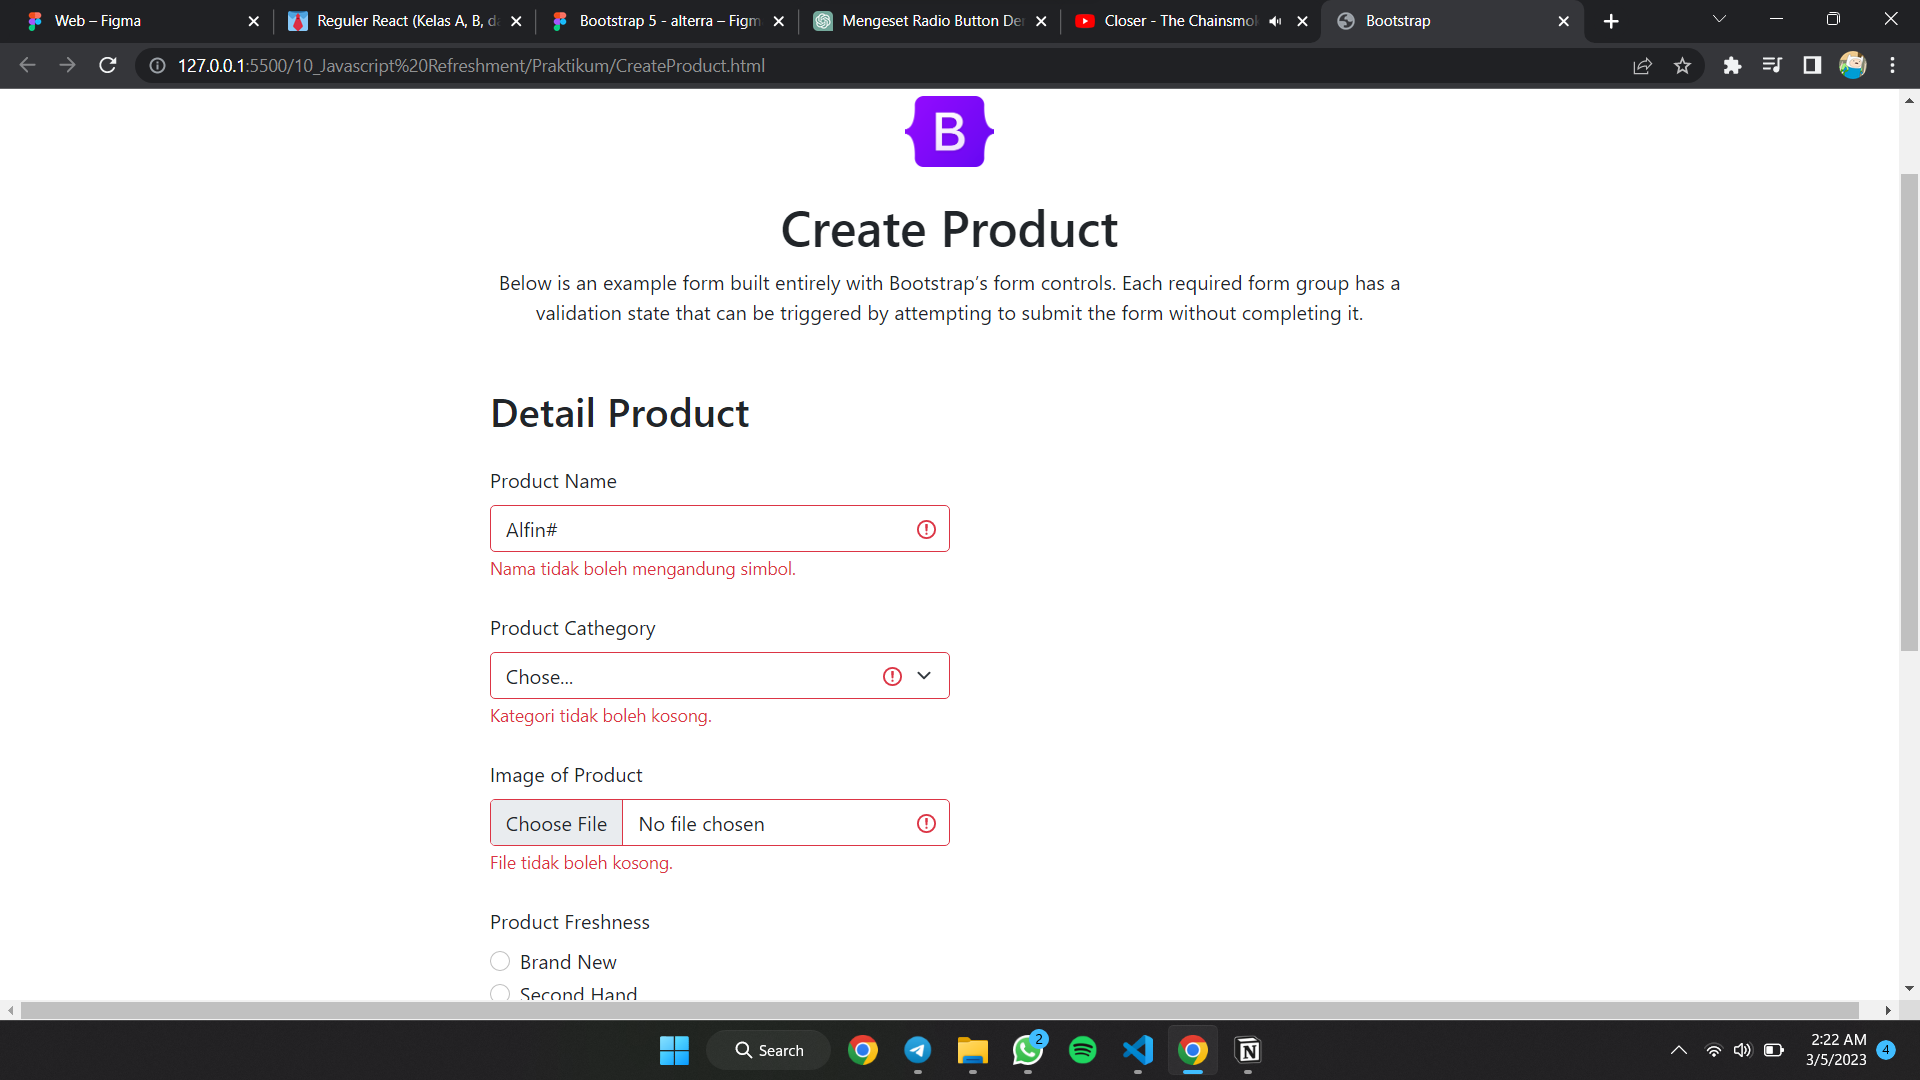 Web – Figma
Reguler React (Kelas A, B, d
Bootstrap 5 - alterra – Figm
Mengeset Radio Button De
Closer - The Chainsmo
Bootstrap
127.0.0.1:5500/10_Javascript%20Refreshment/Praktikum/CreateProduct.html
B
Create Product
Below is an example form built entirely with Bootstrap’s form controls. Each required form group has a
validation state that can be triggered by attempting to submit the form without completing it.
Detail Product
Product Name
Alfin#
Nama tidak boleh mengandung simbol.
Product Cathegory
Chose...
Kategori tidak boleh kosong.
Image of Product
Choose File
No file chosen
File tidak boleh kosong.
Product Freshness
Brand New
Second Hand
Search
2
2:22 AM
3/5/2023
4